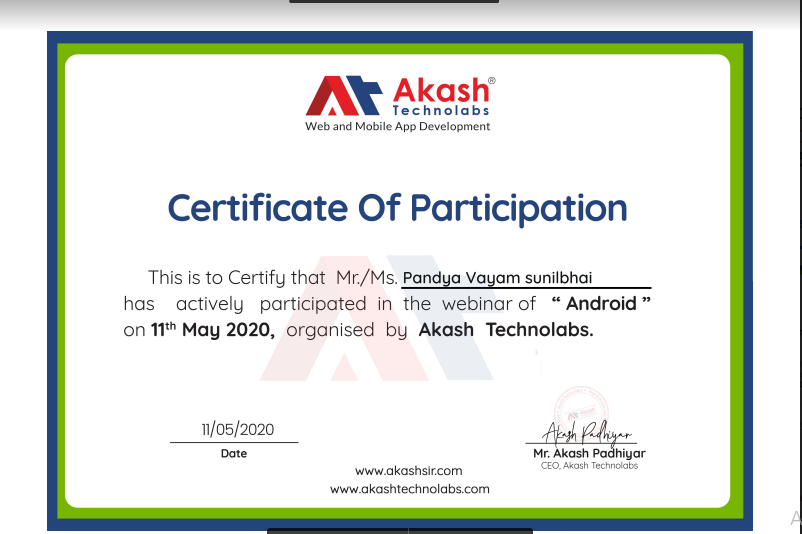 Akash®
Technolabs
Web and Mobile App Development
Certificate Of Participation
This is to Certify that Mr./Ms. Pandya Vayam sunilbhai
has actively participated in the webinar of “ Android ”
on 11th May 2020, organised by Akash Technolabs.
11/05/2020
Date
Akash Padhiyar
Mr. Akash Padhiyar
CEO, Akash Technolabs
www.akashsir.com
www.akashtechnolabs.com
A